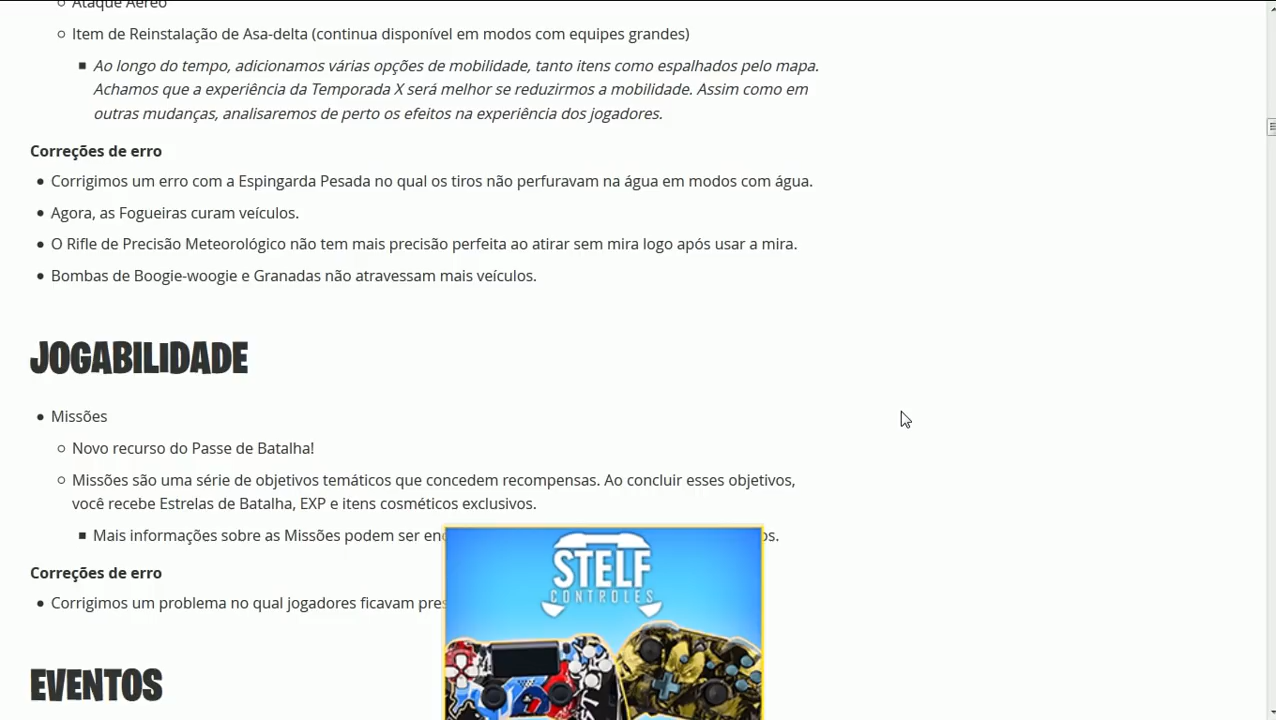 Ataque Aéreo
Item de Reinstalação de Asa-delta (continua disponível em modos com equipes grandes)
Ao longo do tempo, adicionamos várias opções de mobilidade, tanto itens como espalhados pelo mapa.
Achamos que a experiência da Temporada X será melhor se reduzirmos a mobilidade. Assim como em
outras mudanças, analisaremos de perto os efeitos na experiência dos jogadores.
Correções de erro
Corrigimos um erro com a Espingarda Pesada no qual os tiros não perfuravam na água em modos com água.
Agora, as Fogueiras curam veículos.
O Rifle de Precisão Meteorológico não tem mais precisão perfeita ao atirar sem mira logo após usar a mira.
Bombas de Boogie-woogie e Granadas não atravessam mais veículos.
JOGABILIDADE
Missões
Novo recurso do Passe de Batalha!
Missões são uma série de objetivos temáticos que concedem recompensas. Ao concluir esses objetivos,
você recebe Estrelas de Batalha, EXP e itens cosméticos exclusivos.
Mais informações sobre as Missões podem ser
Correções de erro
Corrigimos um problema no qual jogadores ficavam
STELF
CONTROLES
EVENTOS